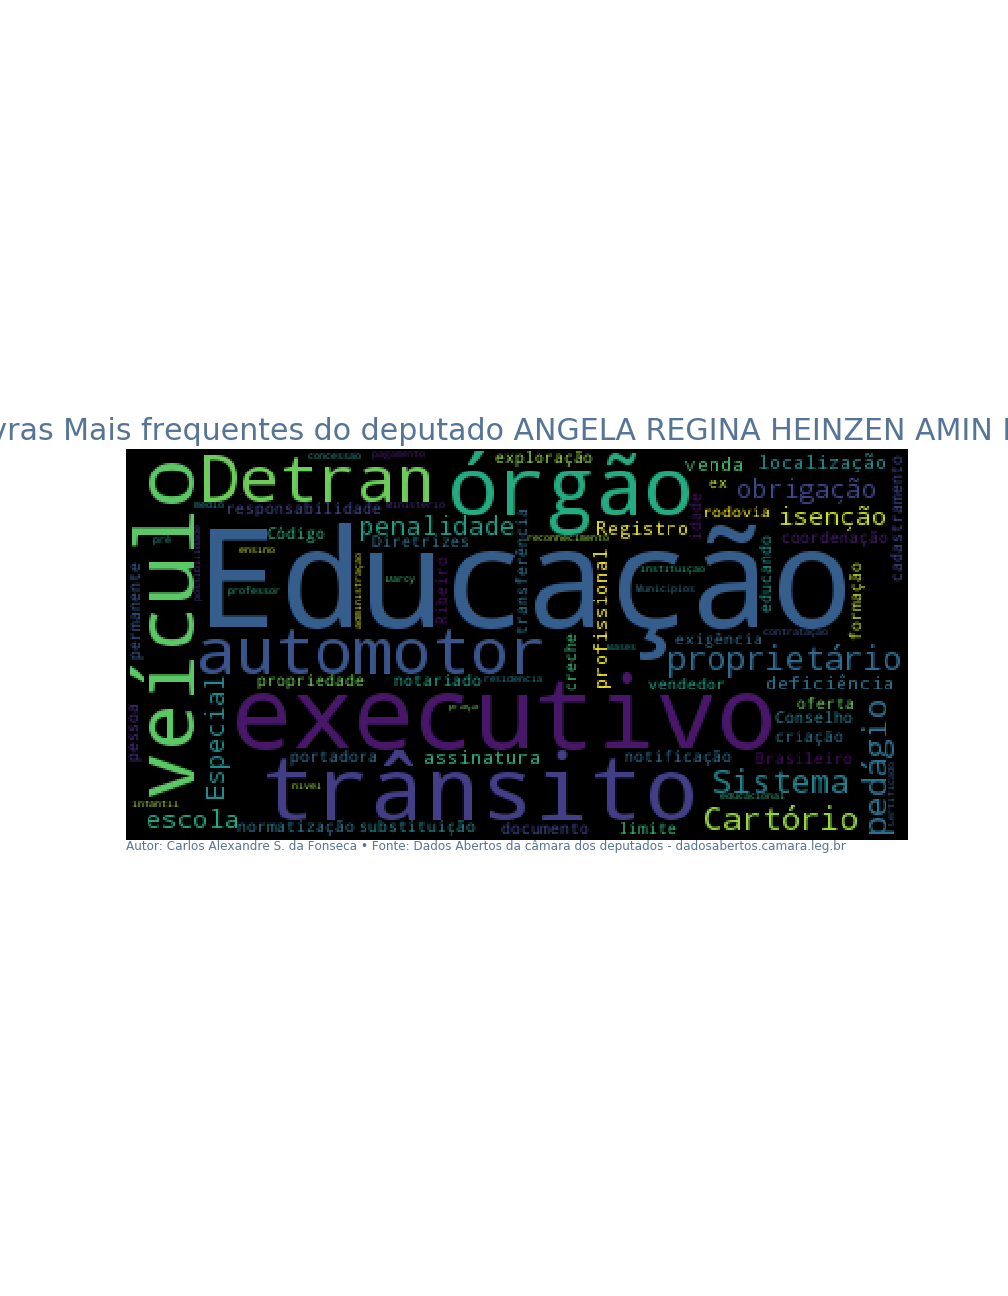 vras Mais frequentes do deputado ANGELA REGINA HEINZEN AMIN
veículo
Detran
concessão
pagamento
órgão
exploração
venda
localização
ex
obrigação
cadastramento
médio
responsabilidade
ministério
idade
rodovia
isenção
penalidade
Registro
coordenação
pré
Código
Diretrizes
transferência
reconhecimento
possibilidade
ensino
Educação
permanente
professor
administração
Darcy
Ribeiro
profissional
instituição
Municípios
educando
formação
automotor
creche
Bases
exigência
contratação
proprietário
propriedade
notariado
residência
vendedor
deficiência
Especial
executivo
pessoa
oferta
Conselho
criação
pedágio
portadora
assinatura
notificação
Brasileiro
trânsito
nível
Sistema
educacional
certificado
infantil
escola
normatização
substituição
documento
limite
Cartório
Autor: Carlos Alexandre S. da Fonseca • Fonte: Dados Abertos da câmara dos deputados - dadosabertos.camara.leg.br